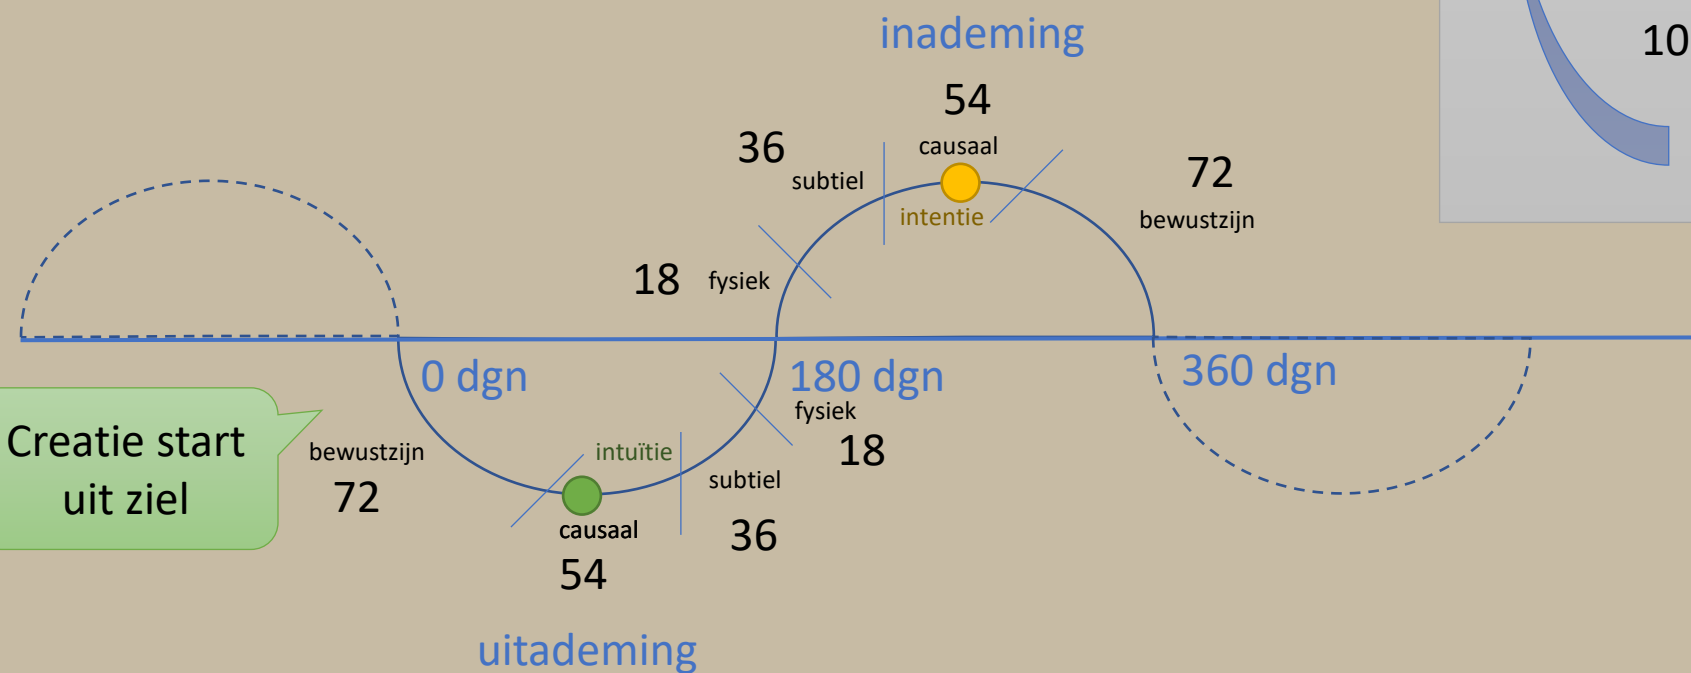 inademing
10
54
36
causaal
subtiel
72
intentie
bewustzijn
18 fysiek
0 dgn
180 dgn
360 dgn
fysiek
18
Creatie start
uit ziel
bewustzijn
72
intuïtie
subtiel
36
causaal
54
uitademing